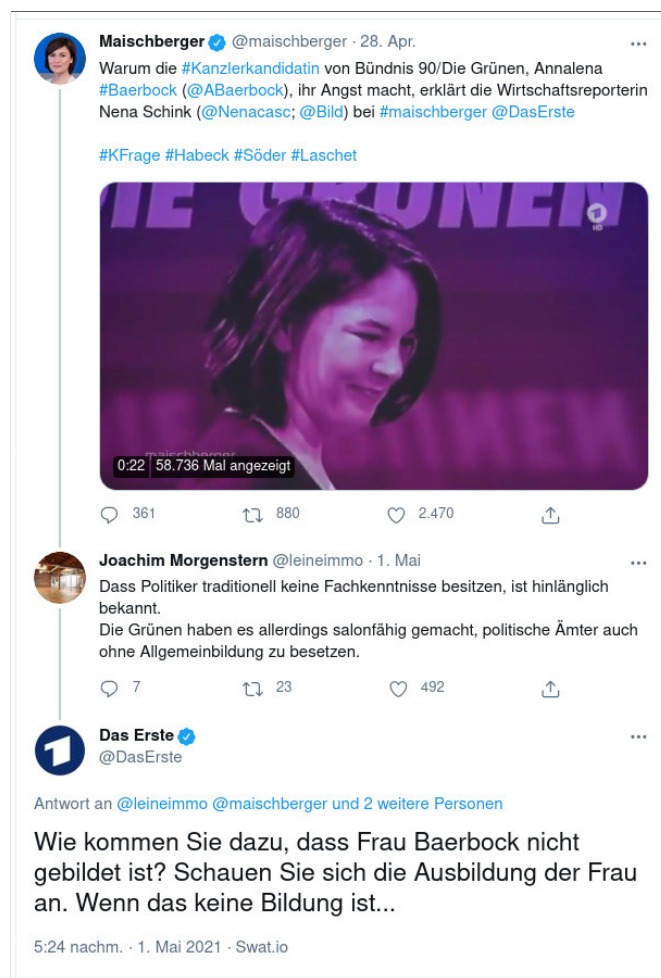 Maischberger @maischberger · 28. Apr.
Warum die #Kanzlerkandidatin von Bündnis 90/Die Grünen, Annalena
#Baerbock (@ABaerbock), ihr Angst macht, erklärt die Wirtschaftsreporterin
Nena Schink (@Nenacasc; @Bild) bei #maischberger @DasErste
#KFrage #Habeck #Söder #Laschet
IE GRÜNEN
1
HD
maischberger
0:22 58.736 Mal angezeigt
361 880 2.470
Joachim Morgenstern @leineimmo · 1. Mai
Dass Politiker traditionell keine Fachkenntnisse besitzen, ist hinlänglich
bekannt.
Die Grünen haben es allerdings salonfähig gemacht, politische Ämter auch
ohne Allgemeinbildung zu besetzen.
7 23 492
1
Das Erste
@DasErste
Antwort an @leineimmo @maischberger und 2 weitere Personen
Wie kommen Sie dazu, dass Frau Baerbock nicht
gebildet ist? Schauen Sie sich die Ausbildung der Frau
an. Wenn das keine Bildung ist...
5:24 nachm. · 1. Mai 2021 · Swat.io